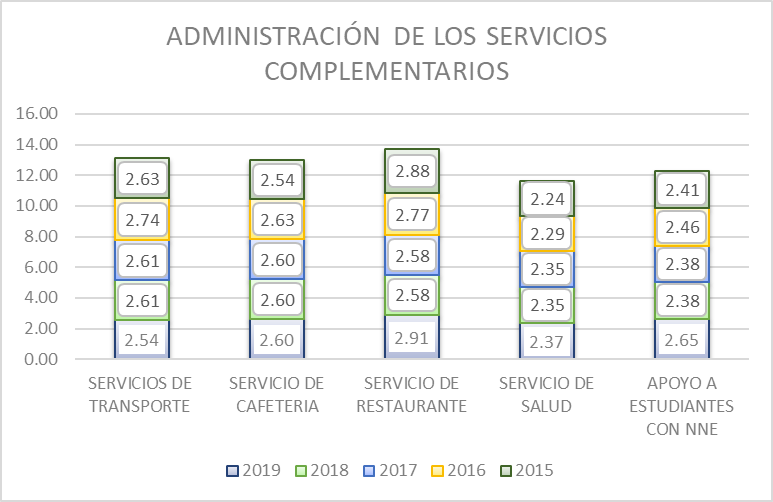 ADMINISTRACIÓN DE LOS SERVICIOS
COMPLEMENTARIOS
16.00
14.00
12.00
10.00
8.00
6.00
4.00
2.00
0.00
2.63 2.54 2.88 2.24 2.41
2.74 2.63 2.77 2.29 2.46
2.61 2.60 2.58 2.35 2.38
2.61 2.60 2.58 2.35 2.38
2.54 2.60 2.91 2.37 2.65
SERVICIOS DE
TRANSPORTE
SERVICIO DE
CAFETERIA
SERVICIO DE
RESTAURANTE
SERVICIO DE
SALUD
APOYO A
ESTUDIANTES
CON NNE
2019 2018 2017 2016 2015